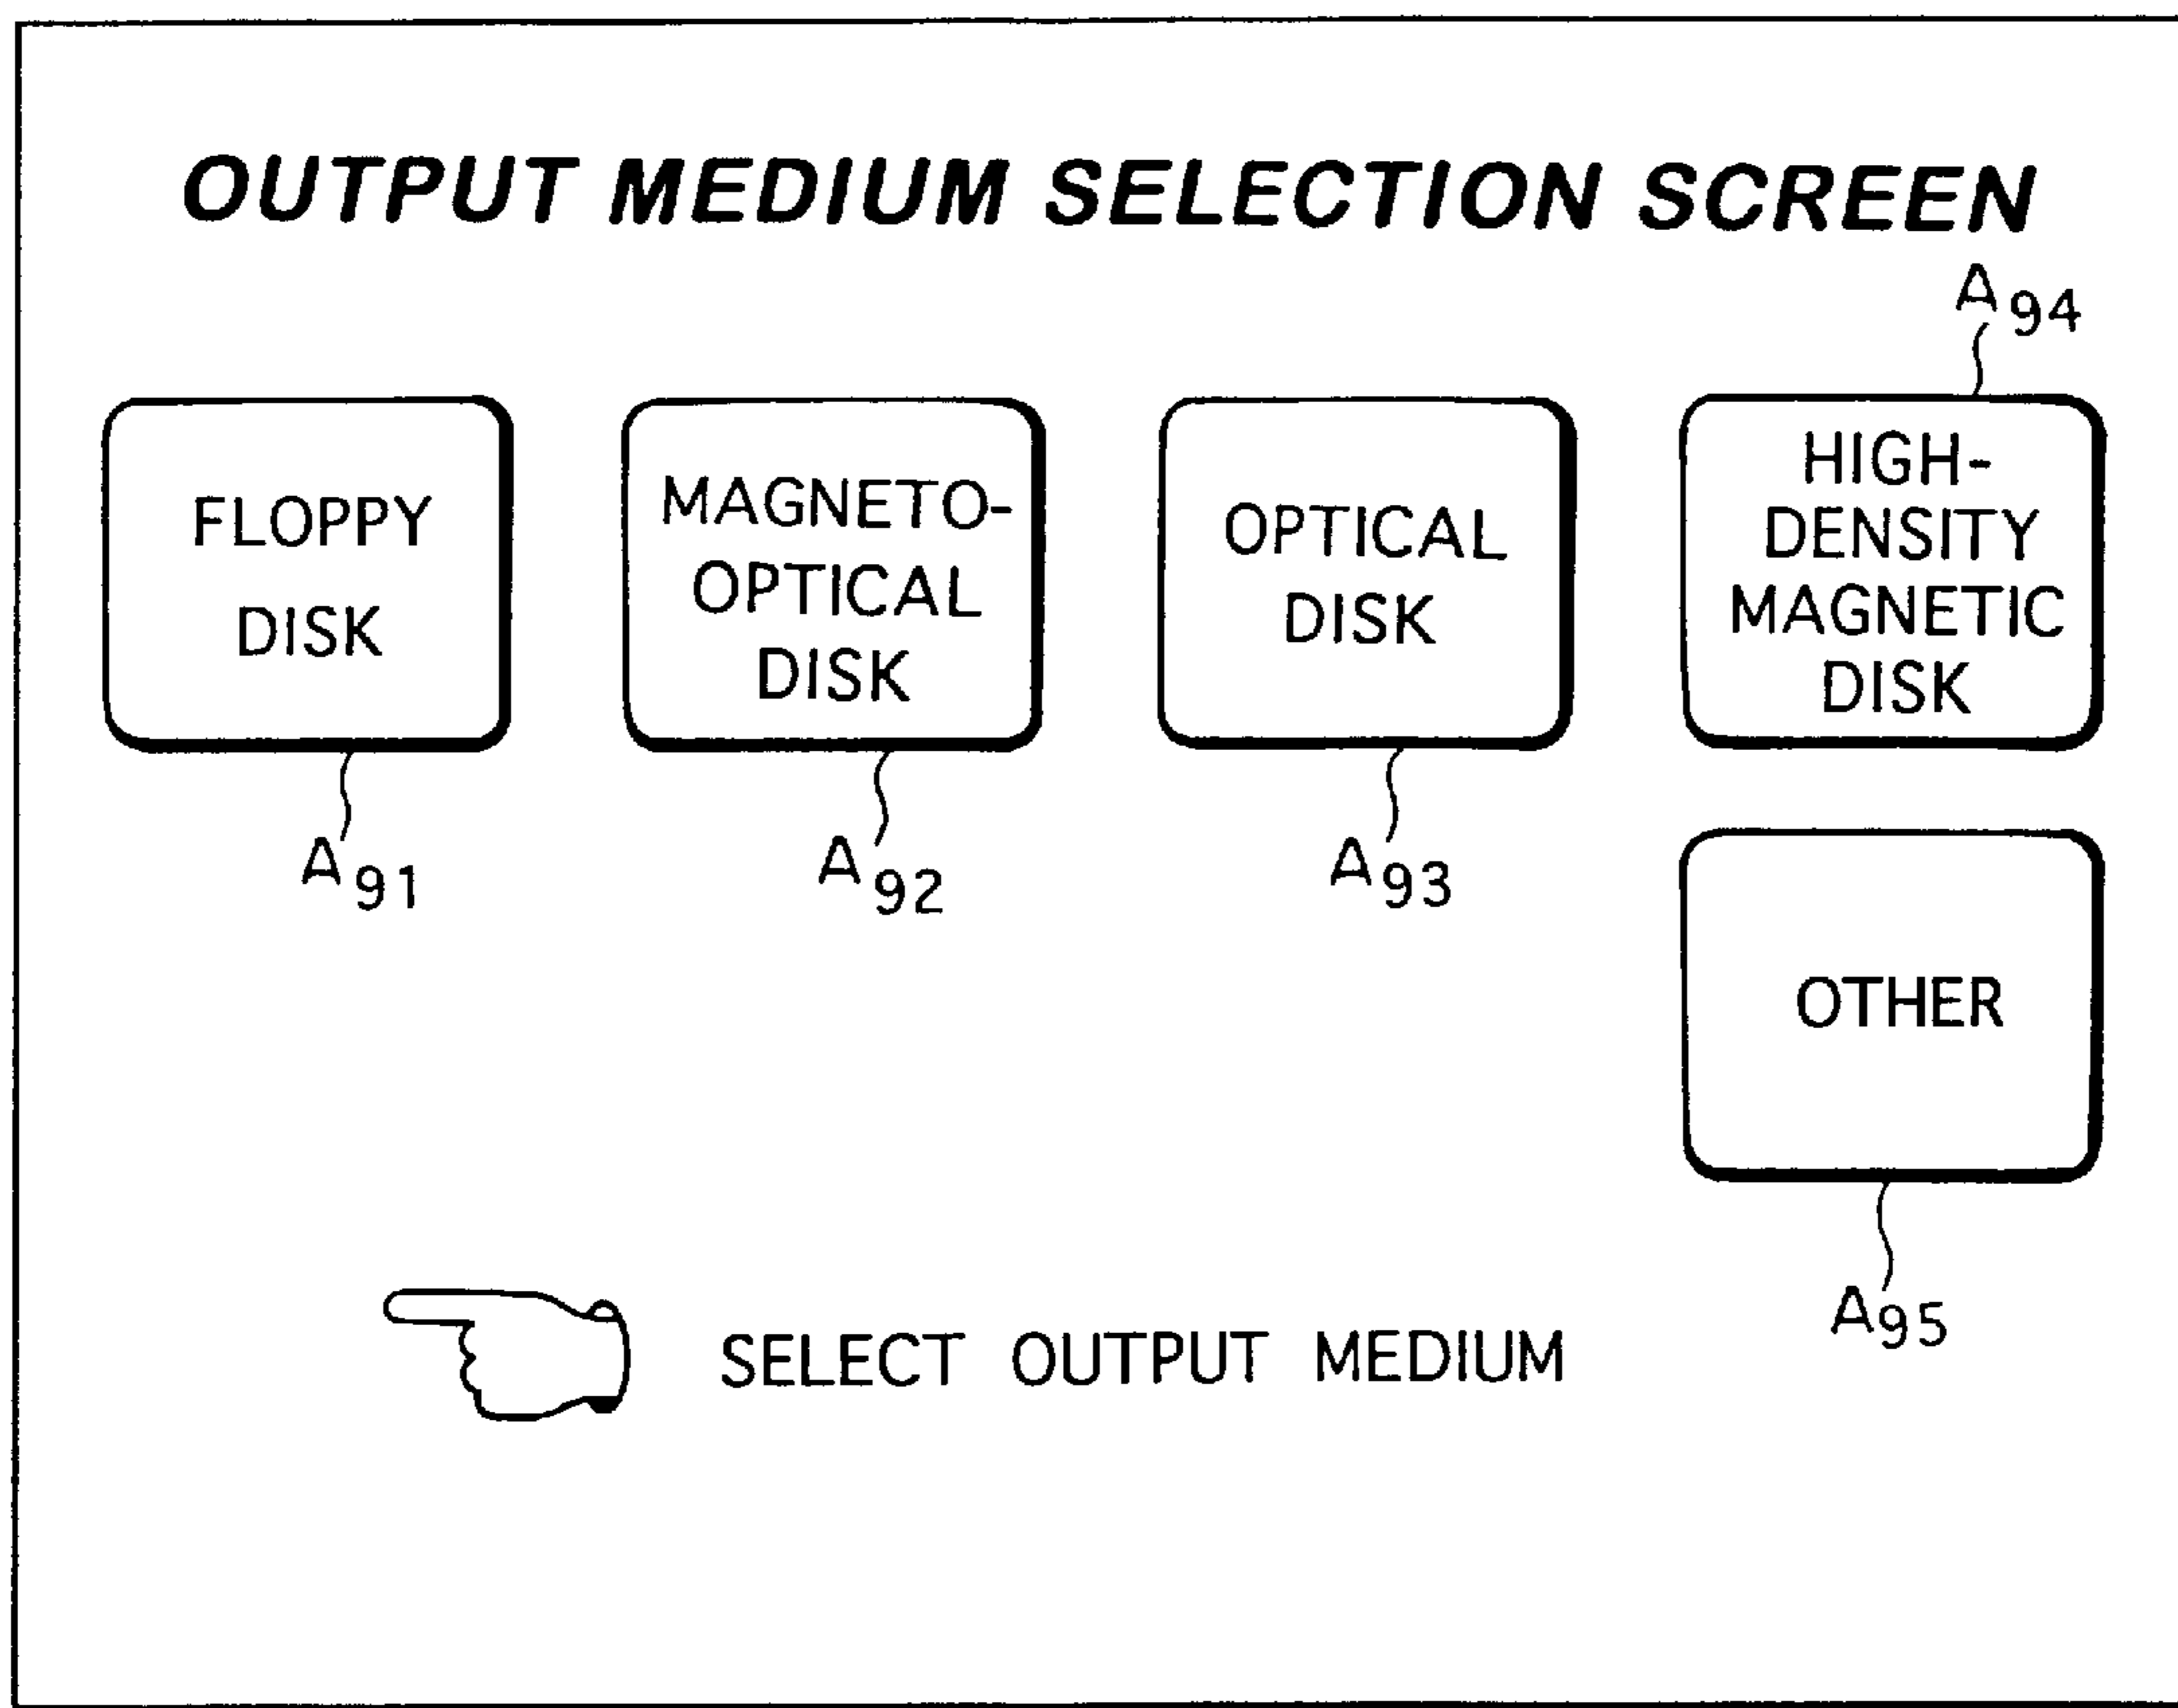 OUTPUT MEDIUM SELECTION SCREEN
A94
FLOPPY
DISK
MAGNETO-
OPTICAL
DISK
OPTICAL
DISK
HIGH-
DENSITY
MAGNETIC
DISK
A91
A92
A93
OTHER
A95
SELECT OUTPUT MEDIUM